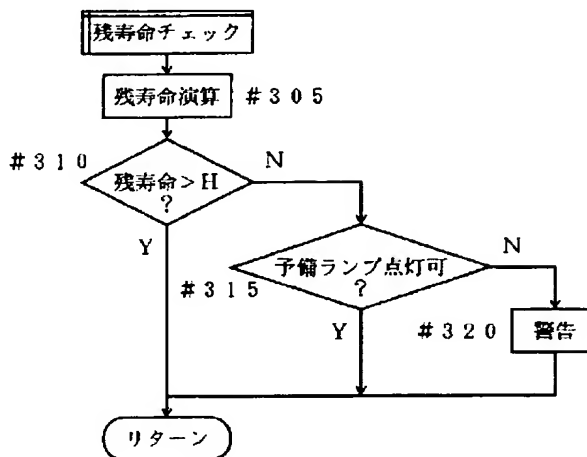 残寿命チェック
残寿命演算 #305
#310
残寿命>H
?
N
Y
予備ランプ点灯可
?
#315
N
Y
#320
警告
リターン